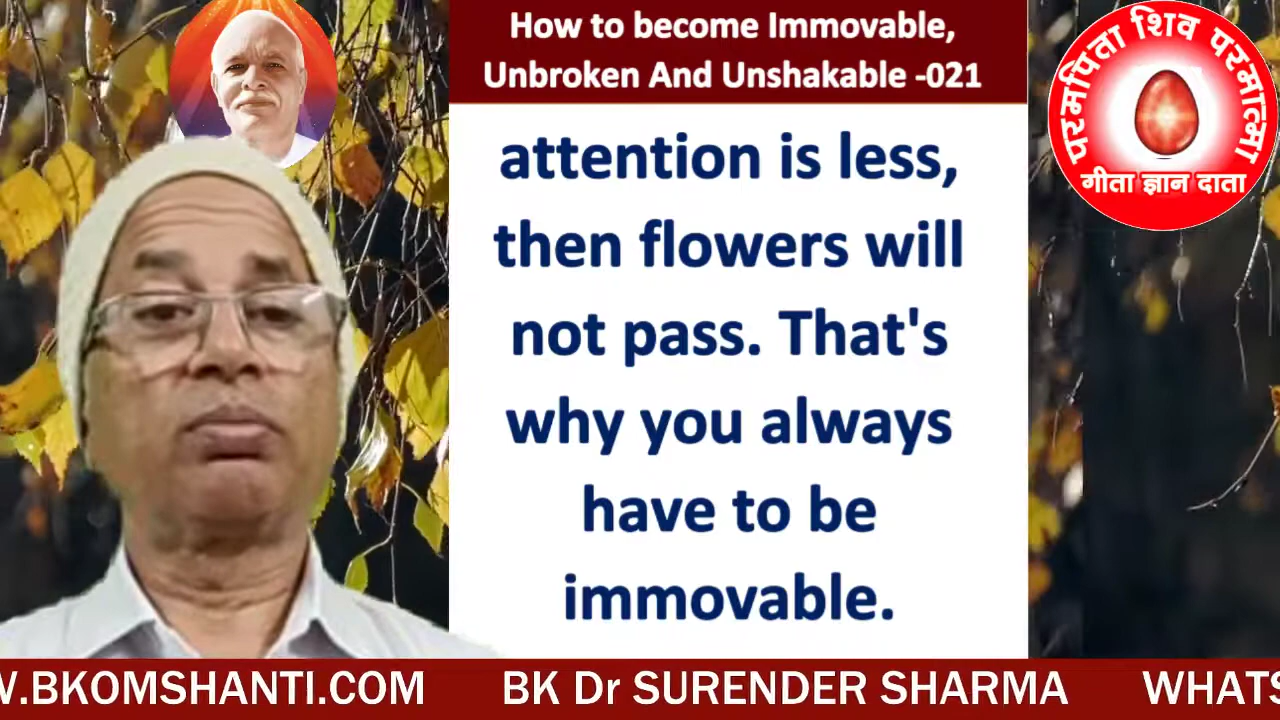 How to become Immovable,
Unbroken And Unshakable -021
परमपिता शिव परमात्मा
गीता ज्ञान दाता
attention is less,
then flowers will
not pass. That's
why you always
have to be
immovable.
W.BKOMSHANTI.COM BK Dr SURENDER SHARMA WHATS